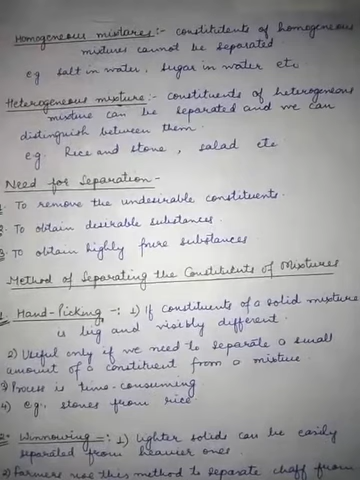 Homogeneous mixtures:- constitutents of homogeneous
mixtures cannot be separated.
eg salt in water, sugar in water etc
Heterogeneous mixture:- constituents of heterogeneous
mixture can be separated and we can
distinguish between them.
e.g. Rice and stone, salad etc
Need for Separation-
1. To remove the undesirable constituents.
2. To obtain desirable substances.
3. To obtain highly pure substances
Method of Separating the Constituents of Mixtures
1. Hand-Picking -: 1) If constituents of a solid mixture
is big and visibly different.
2) Useful only if we need to separate a small
amount of a constituent from a mixture
3) Process is time-consuming
4) eg. stones from rice.
2. Winnowing -: 1) Lighter solids can be easily
separated from heavier ones.
2) Farmers use this method to separate chaff from